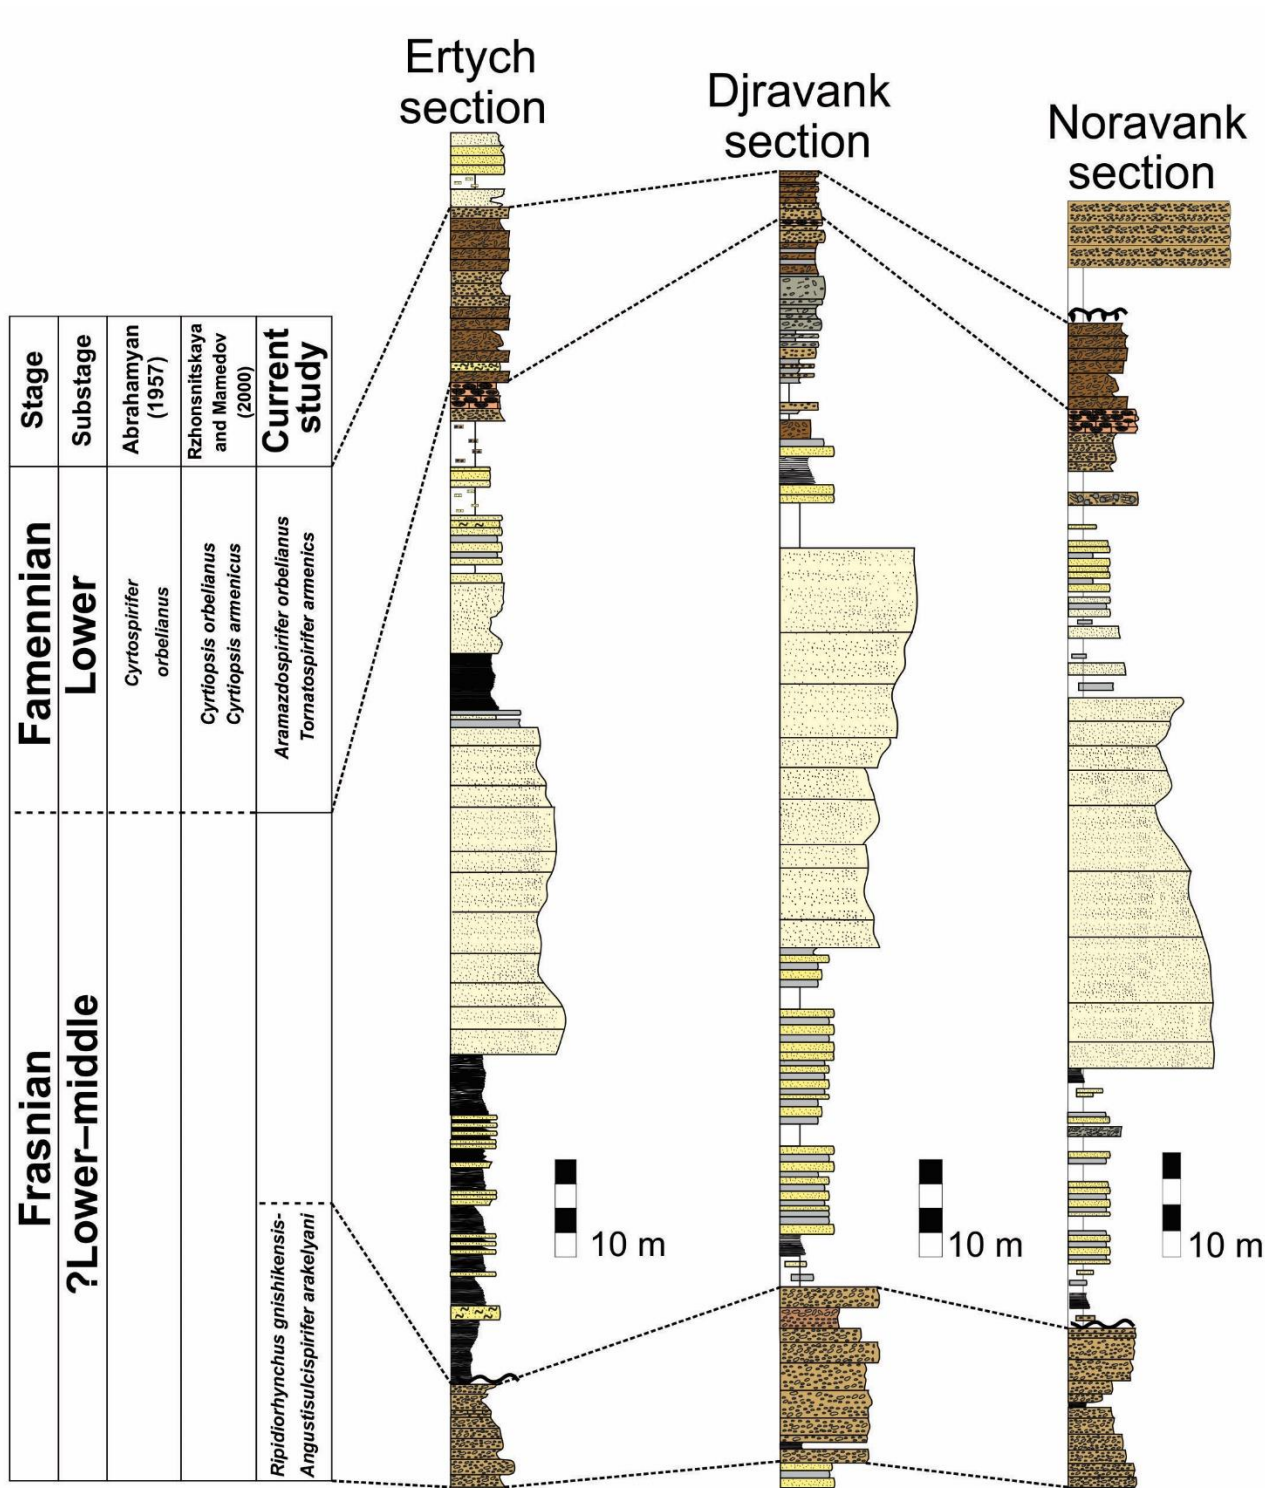 Ertych
section
Djravank
section
Noravank
section
Stage
Substage
Abrahamyan
(1957)
Rzhonsnitskaya
and Mamedov
(2000)
Current
study
Famennian
Lower
Cyrtospirifer
orbelianus
Cyrtiopsis orbelianus
Cyrtiopsis armenicus
Aramazdospirifer orbelianus
Tornatospirifer armenics
Frasnian
?Lower–middle
Ripidiorhynchus gnishikensis-
Angustisulcispirifer arakelyani
10 m
10 m
10 m